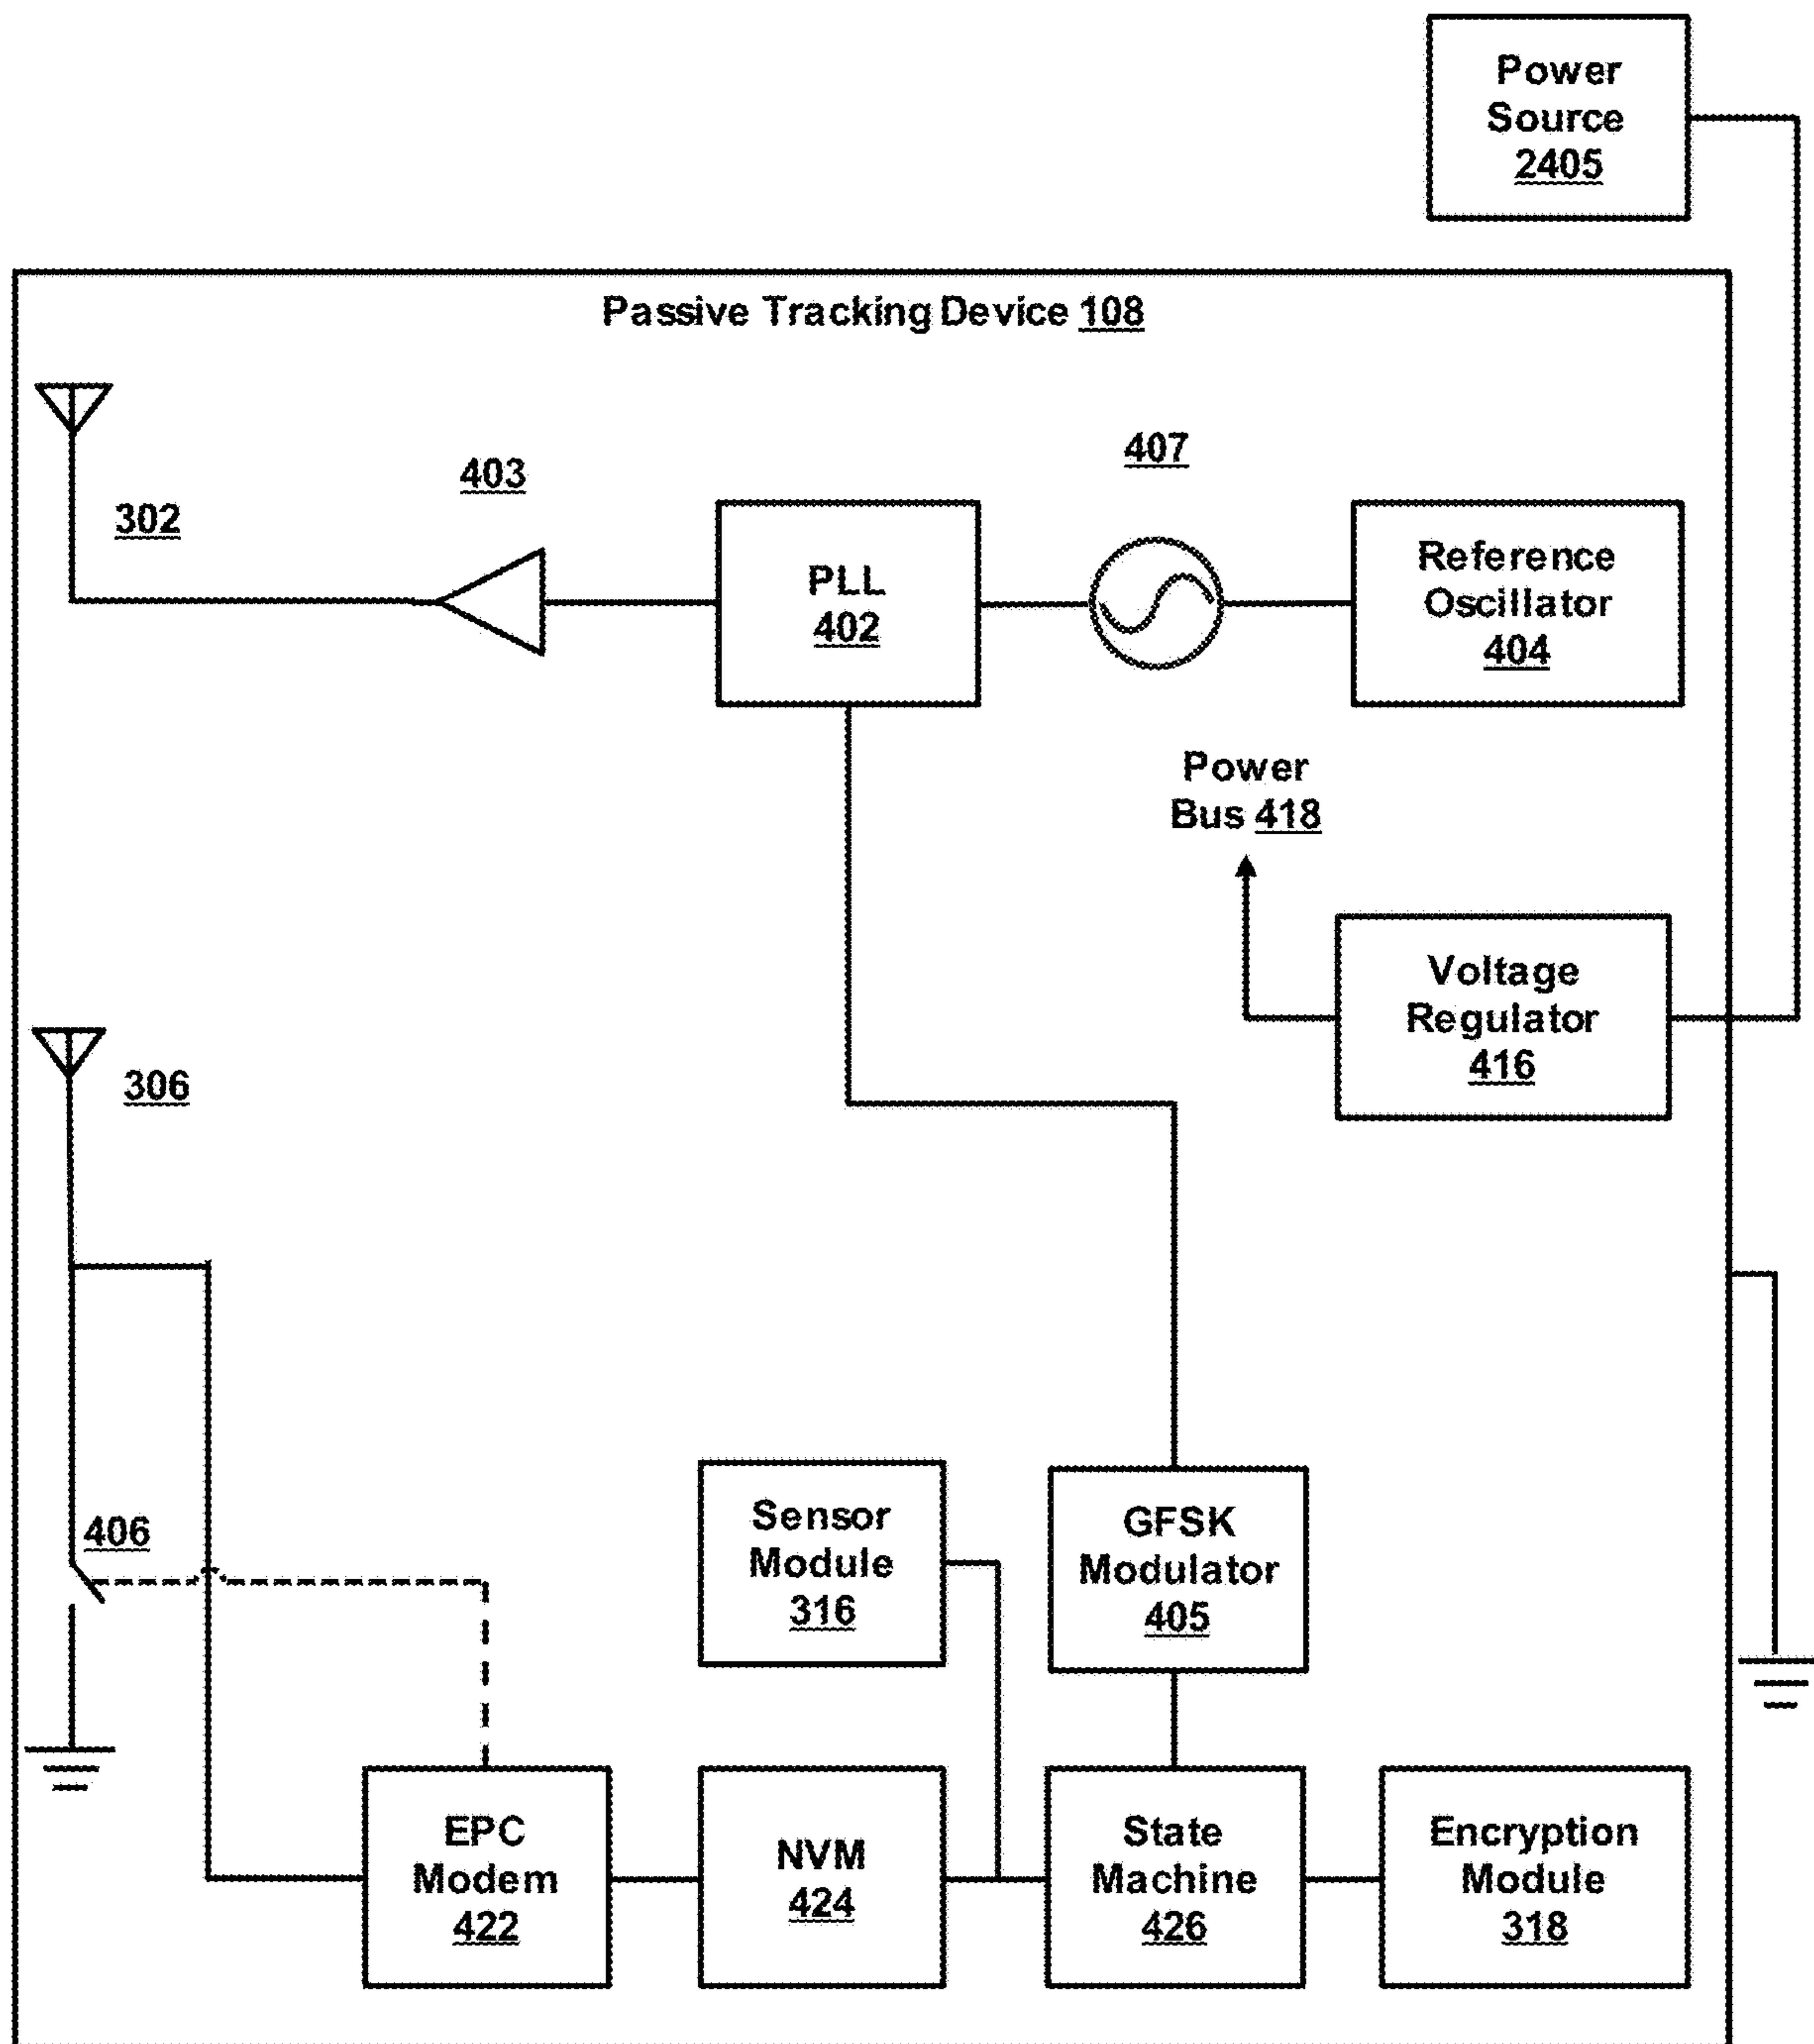 Power
Source
2405
Passive Tracking Device 108
403
407
302
PLL
402
Reference
Oscillator
404
Power
Bus 418
Voltage
Regulator
416
306
406
Sensor
Module
316
GFSK
Modulator
405
EPC
Modem
422
NVM
424
State
Machine
426
Encryption
Module
318